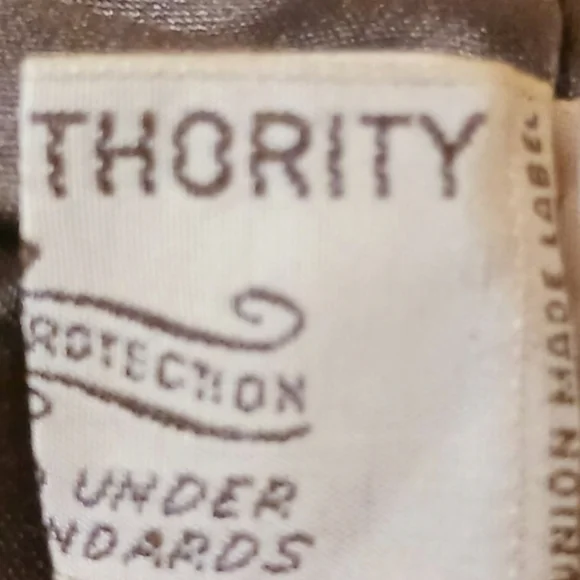 THORITY
ROTECTION
UNDER
NDARDS
UNION MADE LABEL